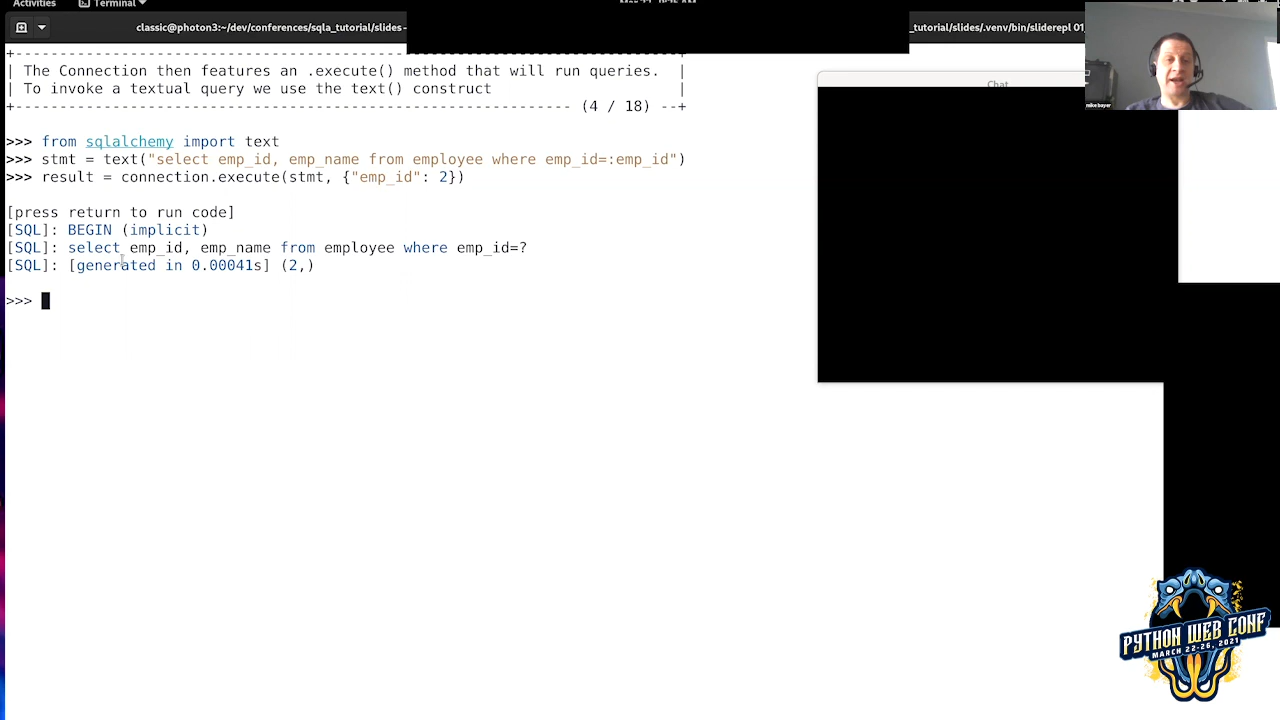 Activities Terminal
classic@photon3:~/dev/conferences/sqla_tutorial/slides-
_tutorial/slides/.venv/bin/sliderepl 01
+--------------------------------------------------------------------------+
| The Connection then features an .execute() method that will run queries. |
| To invoke a textual query we use the text() construct |
+---------------------------------------------------------------- (4 / 18) --+
>>> from sqlalchemy import text
>>> stmt = text("select emp_id, emp_name from employee where emp_id=:emp_id")
>>> result = connection.execute(stmt, {"emp_id": 2})
[press return to run code]
[SQL]: BEGIN (implicit)
[SQL]: select emp_id, emp_name from employee where emp_id=?
[SQL]: [generated in 0.00041s] (2,)
>>>
Chat
mike bayer
PYTHON WEB CONF
MARCH 22-26, 2021